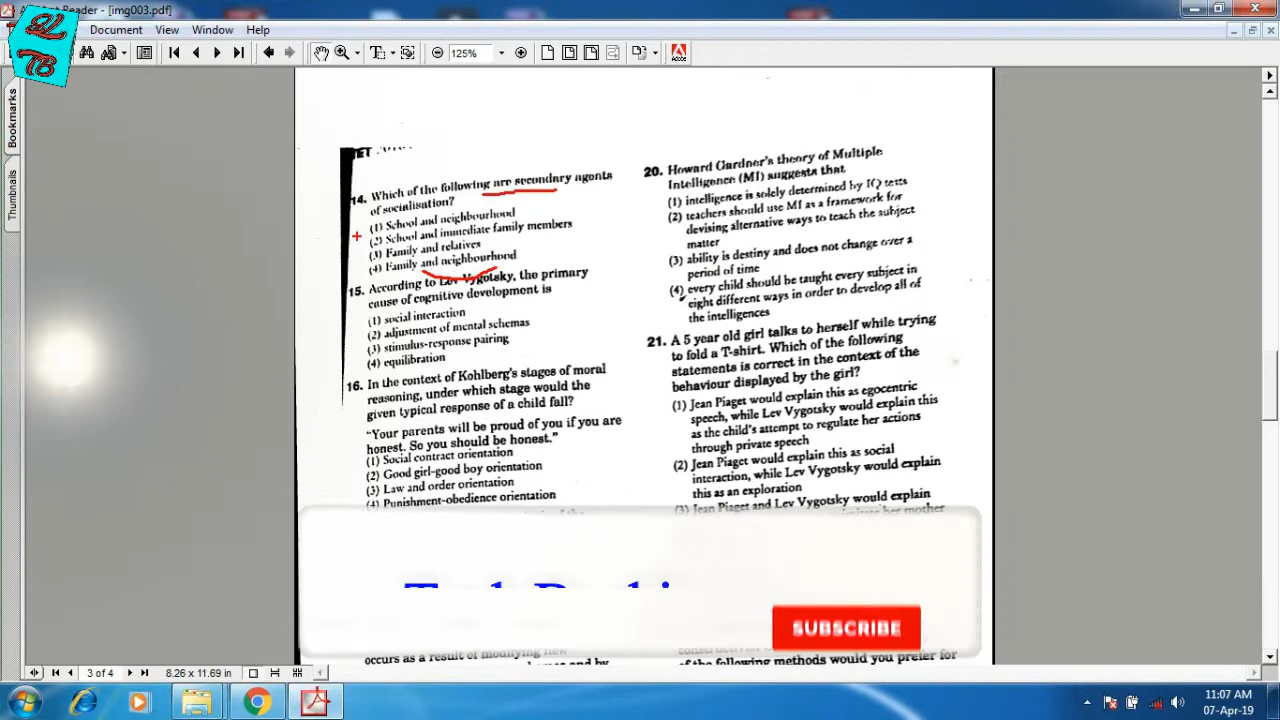 Reader - [img003.pdf]
Document View Window Help
125%
Adobe
Bookmarks
Thumbnails
14. Which of the following are secondary agents
of socialisation?
(1) School and neighbourhood
(2) School and immediate family members
(3) Family and relatives
(4) Family and neighbourhood
15. According to Lev Vygotsky, the primary
cause of cognitive development is
(1) social interaction
(2) adjustment of mental schemas
(3) stimulus-response pairing
(4) equilibration
16. In the context of Kohlberg's stages of moral
reasoning, under which stage would the
given typical response of a child fall?
"Your parents will be proud of you if you are
honest. So you should be honest."
(1) Social contract orientation
(2) Good girl-good boy orientation
(3) Law and order orientation
(4) Punishment-obedience orientation
20. Howard Gardner's theory of Multiple
Intelligence (MI) suggests that
(1) intelligence is solely determined by IQ tests
(2) teachers should use MI as a framework for
devising alternative ways to teach the subject
matter
(3) ability is destiny and does not change over a
period of time
(4) every child should be taught every subject in
eight different ways in order to develop all of
the intelligences
21. A 5 year old girl talks to herself while trying
to fold a T-shirt. Which of the following
statements is correct in the context of the
behaviour displayed by the girl?
(1) Jean Piaget would explain this as egocentric
speech, while Lev Vygotsky would explain this
as the child's attempt to regulate her actions
through private speech
(2) Jean Piaget would explain this as social
interaction, while Lev Vygotsky would explain
this as an exploration
(3) Jean Piaget and Lev Vygotsky would explain
her mother
SUBSCRIBE
occurs as a result of modifying new
of the following methods would you prefer for
3 of 4
8.26 x 11.69 in
11:07 AM
07-Apr-19